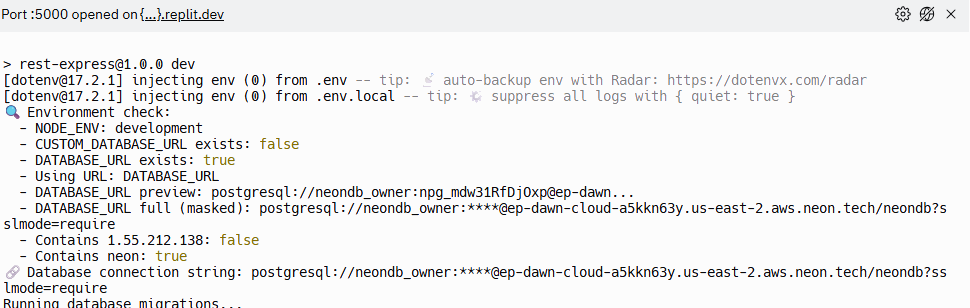 Port :5000 opened on {...}.replit.dev
> rest-express@1.0.0 dev
[dotenv@17.2.1] injecting env (0) from .env -- tip: 🔬 auto-backup env with Radar: https://dotenvx.com/radar
[dotenv@17.2.1] injecting env (0) from .env.local -- tip: ⚙️ suppress all logs with { quiet: true }
🔍 Environment check:
- NODE_ENV: development
- CUSTOM_DATABASE_URL exists: false
- DATABASE_URL exists: true
- Using URL: DATABASE_URL
- DATABASE_URL preview: postgresql://neondb_owner:npg_mdw31RfDjOxp@ep-dawn...
- DATABASE_URL full (masked): postgresql://neondb_owner:****@ep-dawn-cloud-a5kkn63y.us-east-2.aws.neon.tech/neondb?s
slmode=require
- Contains 1.55.212.138: false
- Contains neon: true
🔗 Database connection string: postgresql://neondb_owner:****@ep-dawn-cloud-a5kkn63y.us-east-2.aws.neon.tech/neondb?ss
lmode=require
Running database migrations...